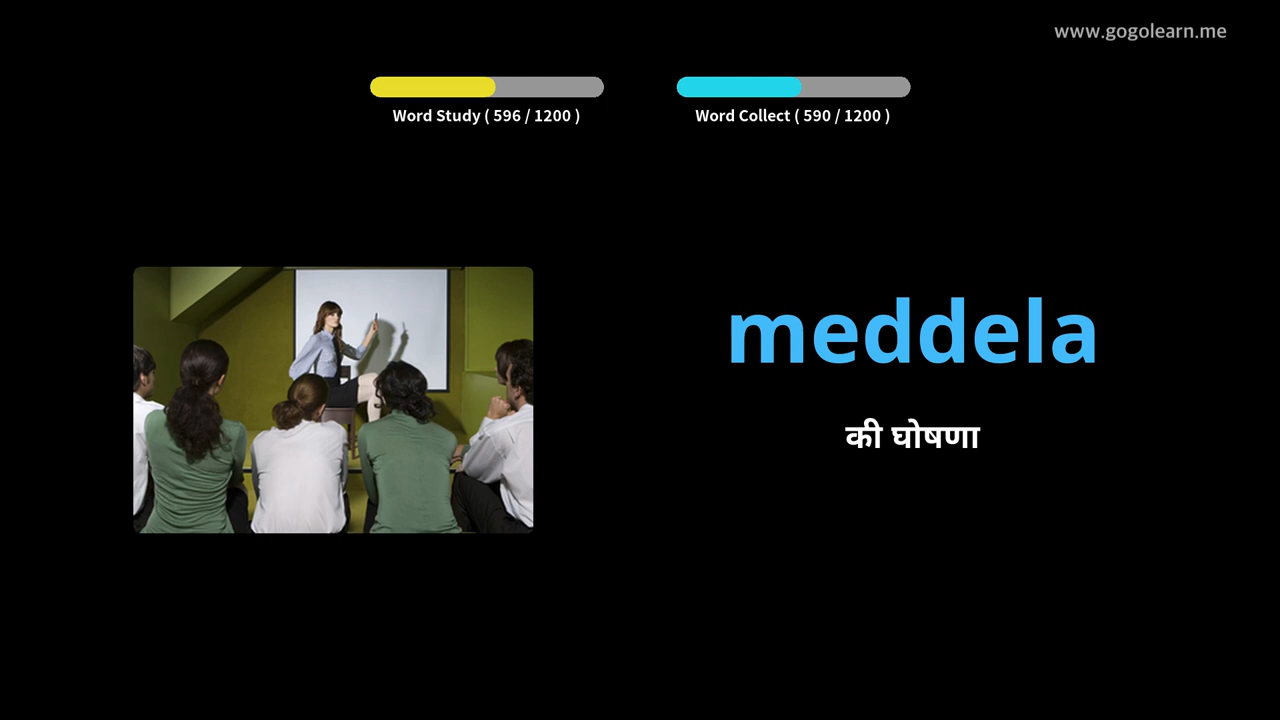 www.gogolearn.me
Word Study ( 596 / 1200 )
Word Collect ( 590 / 1200 )
meddela
की घोषणा